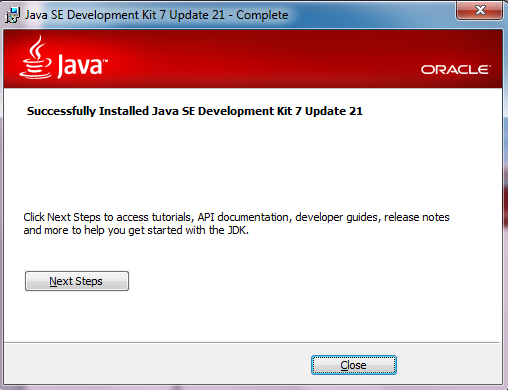 Java SE Development Kit 7 Update 21 - Complete
Java™
ORACLE®
Successfully Installed Java SE Development Kit 7 Update 21
Click Next Steps to access tutorials, API documentation, developer guides, release notes
and more to help you get started with the JDK.
Next Steps
Close